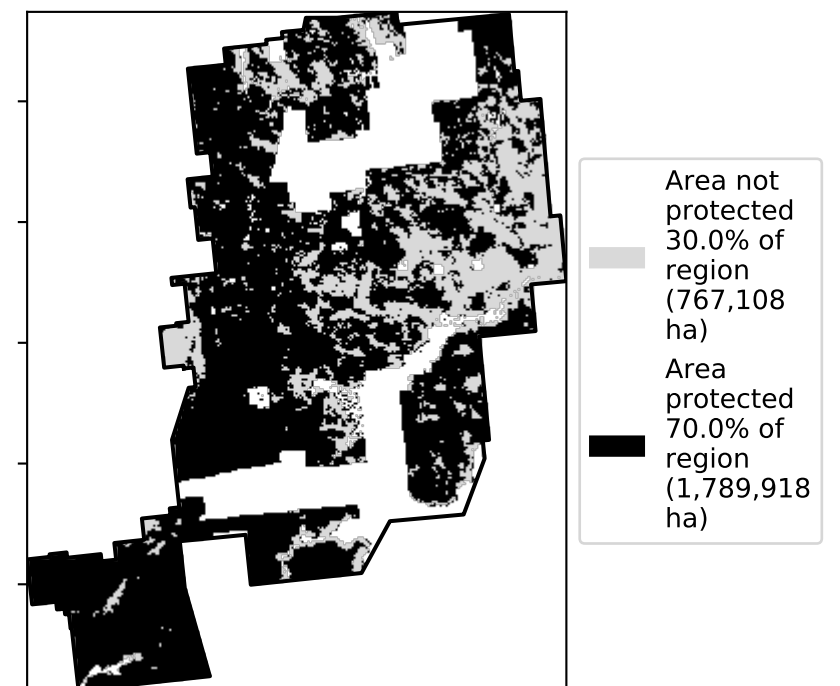 Area not
protected
30.0% of
region
(767,108
ha)
Area
protected
70.0% of
region
(1,789,918
ha)